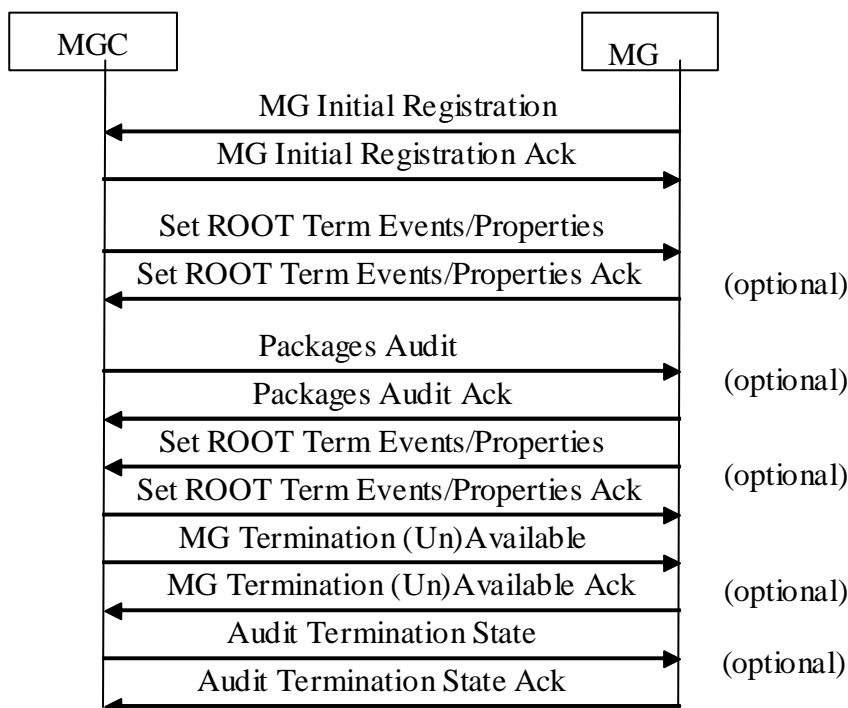 MGC
MG
MG Initial Registration
MG Initial Registration Ack
Set ROOT Term Events/Properties
Set ROOT Term Events/Properties Ack
(optional)
Packages Audit
(optional)
Packages Audit Ack
Set ROOT Term Events/Properties
(optional)
Set ROOT Term Events/Properties Ack
MG Termination (Un)Available
MG Termination (Un)Available Ack
(optional)
Audit Termination State
(optional)
Audit Termination State Ack